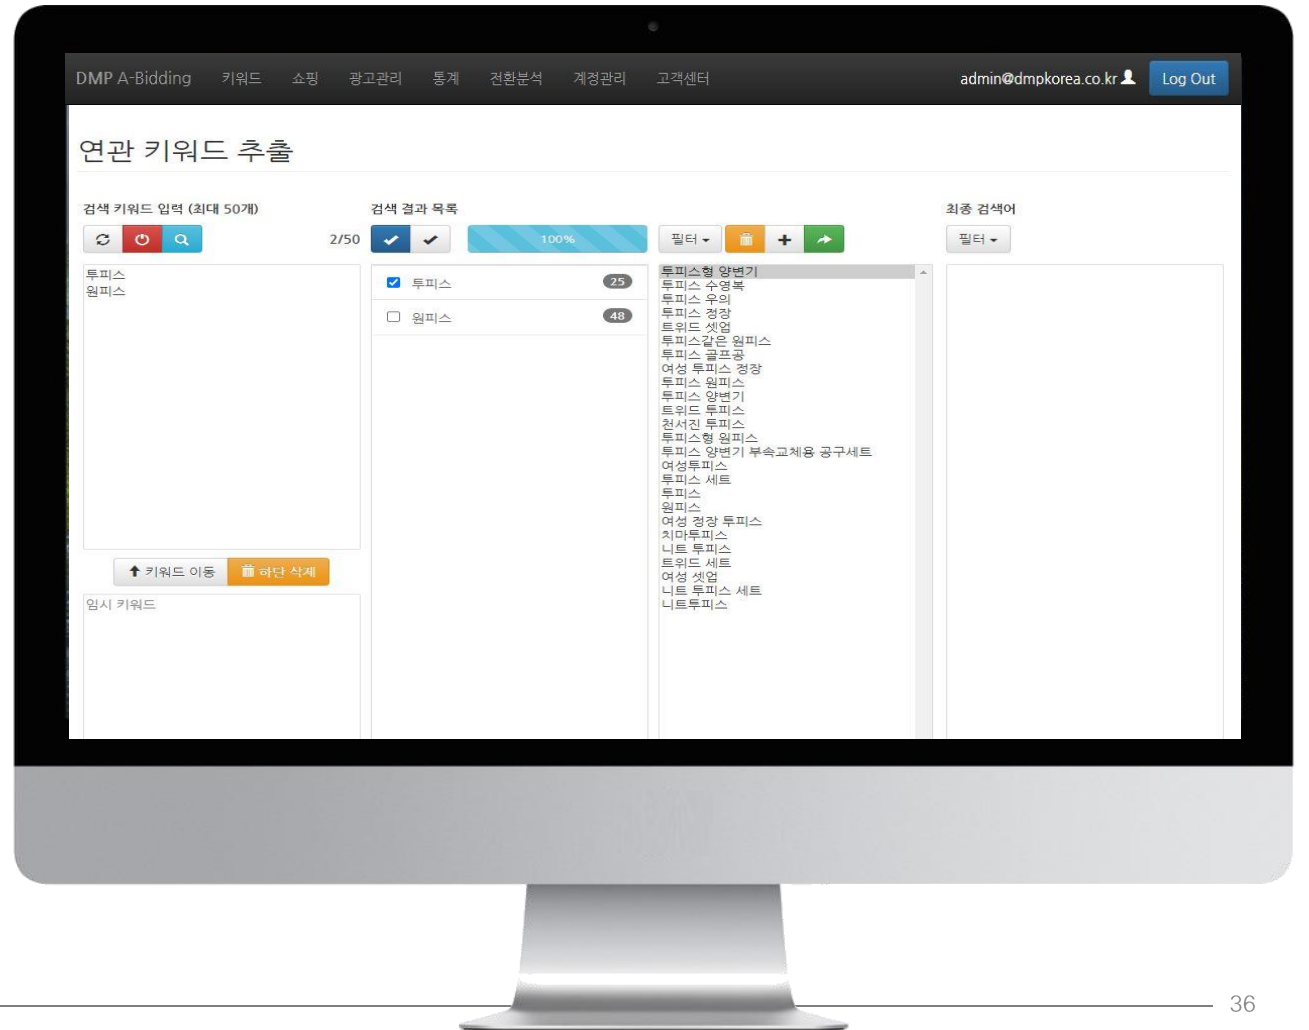 DMP A-Bidding 키워드 쇼핑 광고관리 통계 전환분석 계정관리 고객센터 admin@dmpkorea.co.kr Log Out
연관 키워드 추출
검색 키워드 입력 (최대 50개)
2/50
투피스
원피스
키워드 이동 하단 삭제
임시 키워드
검색 결과 목록
100%
투피스 25
원피스 48
필터
투피스형 양변기
투피스 수영복
투피스 우의
투피스 정장
트위드 셋업
투피스같은 원피스
투피스 골프공
여성 투피스 정장
투피스 원피스
투피스 양변기
트위드 투피스
천서진 투피스
투피스형 원피스
투피스 양변기 부속교체용 공구세트
여성투피스
투피스 세트
투피스
원피스
여성 정장 투피스
치마투피스
니트 투피스
트위드 세트
여성 셋업
니트 투피스 세트
니트투피스
최종 검색어
필터
36